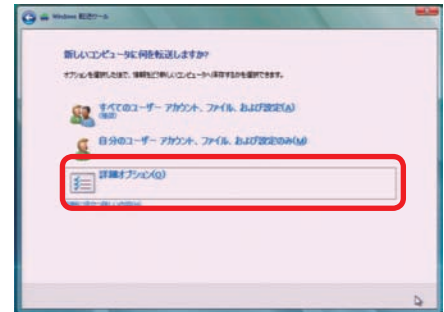 Windows 転送ツール
新しいコンピュータに何を転送しますか?
オプションを選択したあとで、情報をどう新しいコンピュータへ保存するのかを選択できます。
すべてのユーザー アカウント、ファイル、および設定(A)
(推奨)
自分のユーザー アカウント、ファイル、および設定のみ(M)
詳細オプション(O)